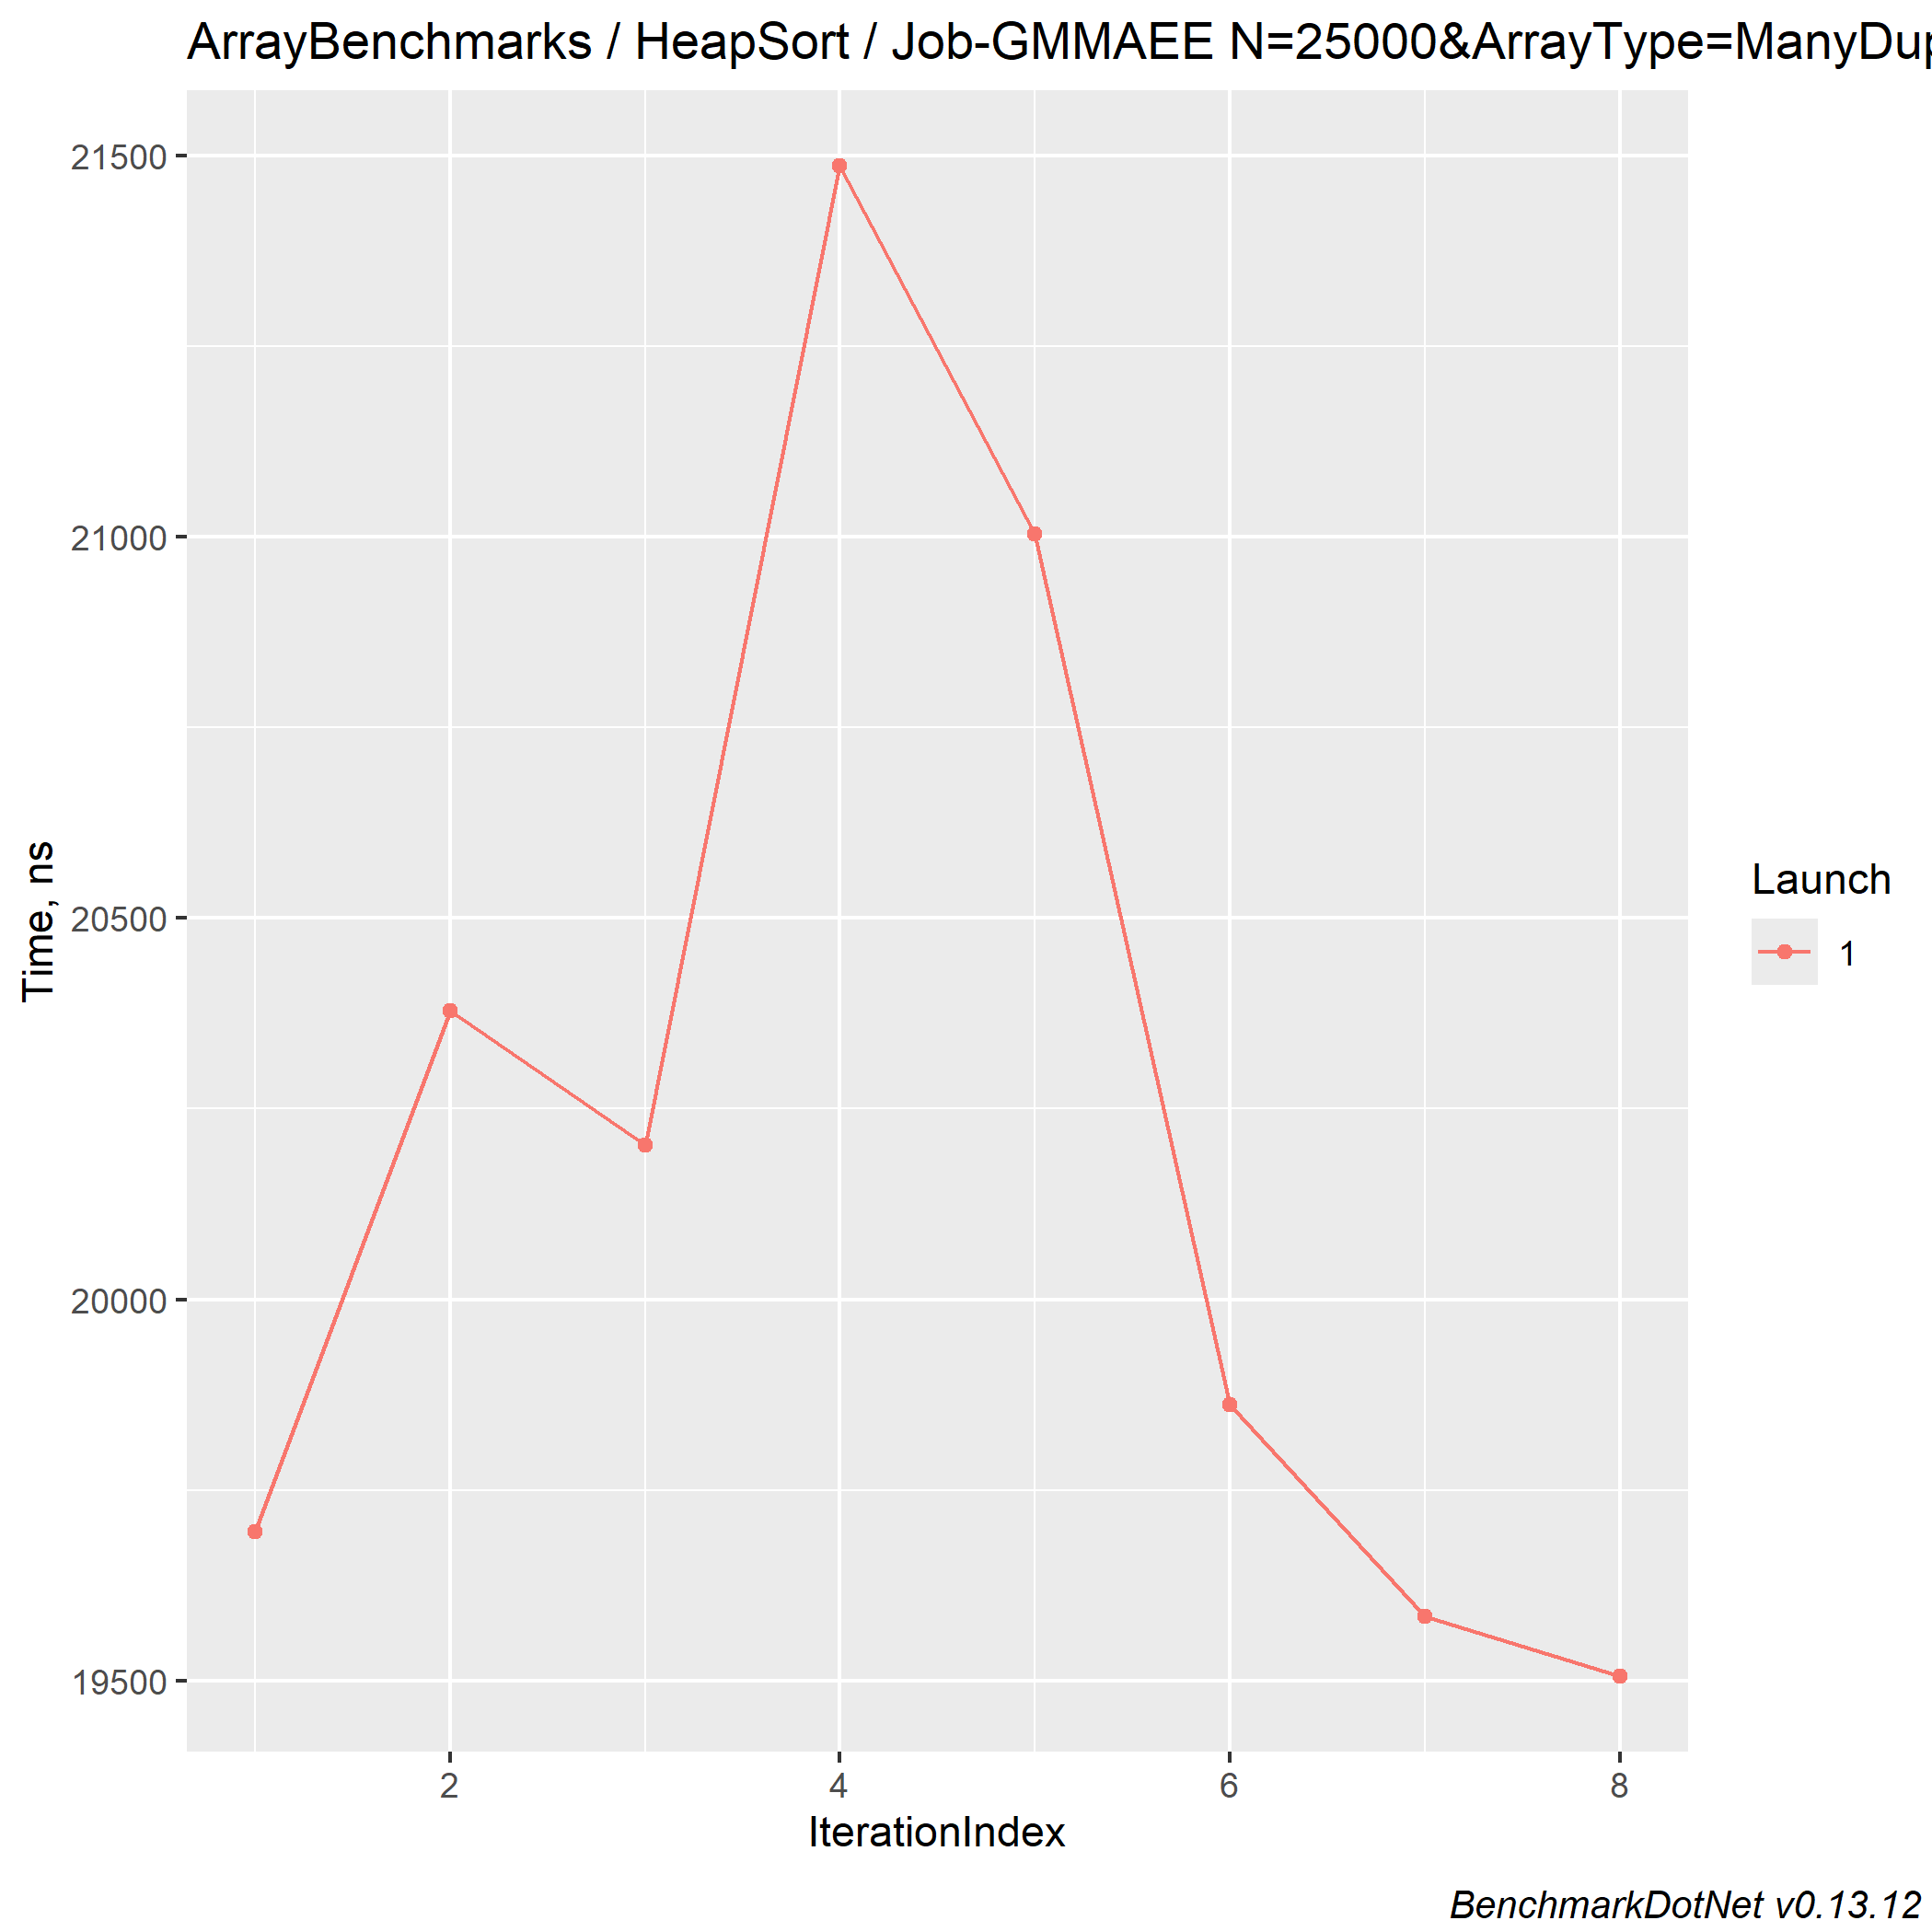 ArrayBenchmarks / HeapSort / Job-GMMAEE N=25000&ArrayType=ManyDup
21500
21000
20500
20000
19500
Time, ns
2 4 6 8
IterationIndex
Launch
1
BenchmarkDotNet v0.13.12